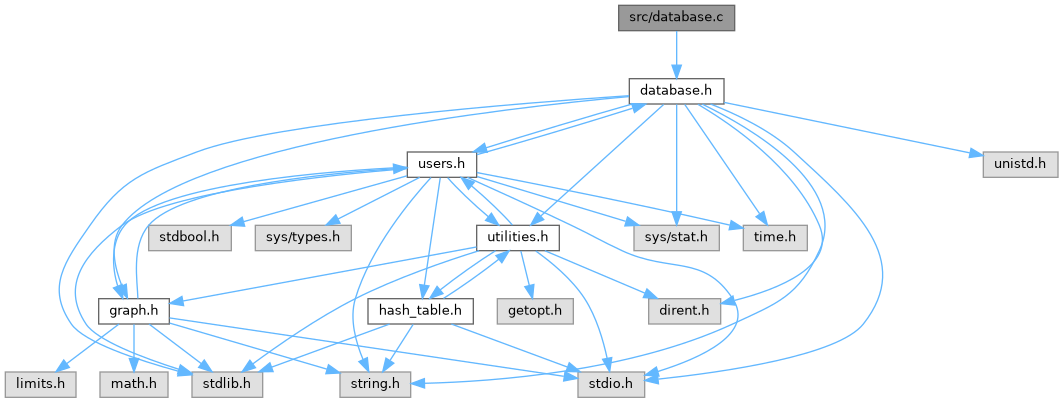 src/database.c
database.h
users.h
unistd.h
stdbool.h
sys/types.h
utilities.h
sys/stat.h
time.h
graph.h
hash_table.h
getopt.h
dirent.h
limits.h
math.h
stdlib.h
string.h
stdio.h